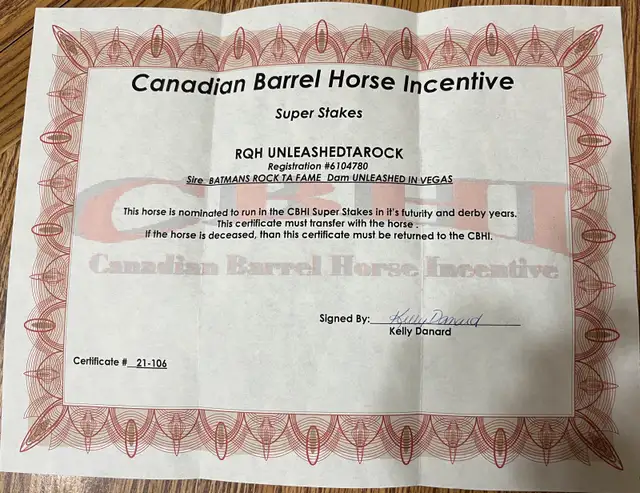 Canadian Barrel Horse Incentive
Super Stakes
RQH UNLEASHEDTAROCK
Registration #6104780
Sire BATMANS ROCK TA FAME Dam UNLEASHED IN VEGAS
CBHI
This horse is nominated to run in the CBHI Super Stakes in it's futurity and derby years.
This certificate must transfer with the horse .
If the horse is deceased, than this certificate must be returned to the CBHI.
Canadian Barrel Horse Incentive
Signed By: Kelly Danard
Kelly Danard
Certificate # 21-106